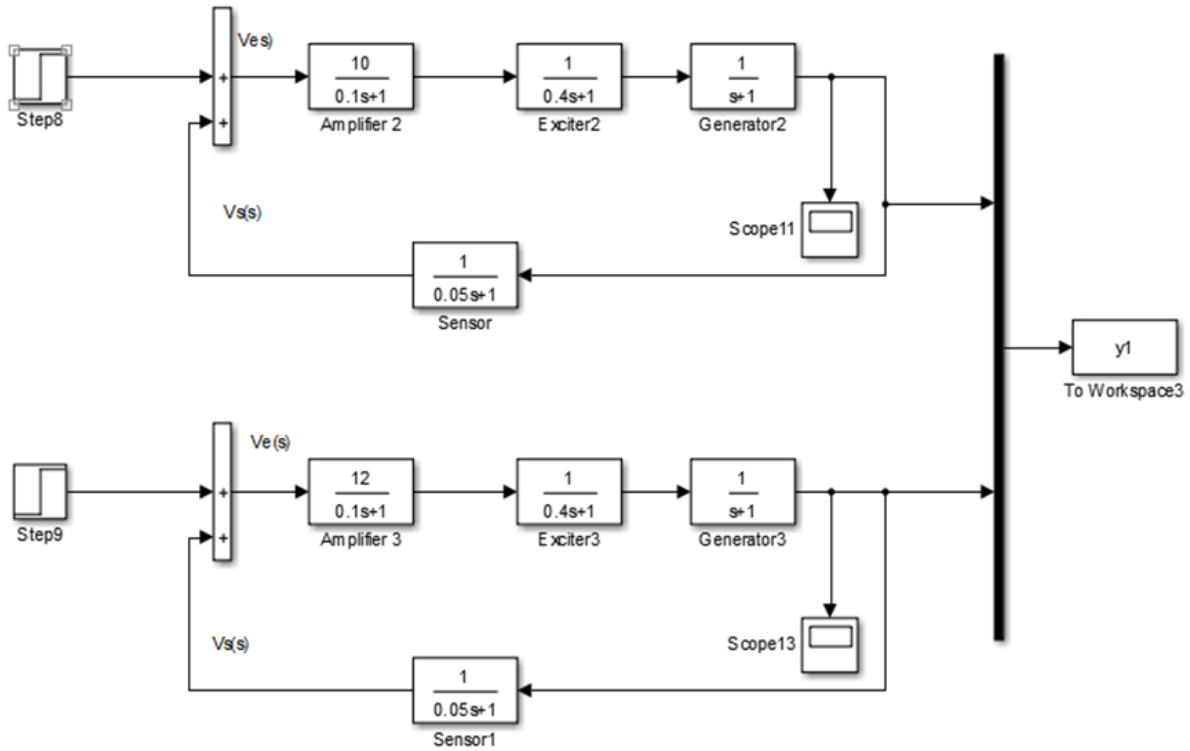 Step8
+
+
Ves)
10
0.1s+1
Amplifier 2
1
0.4s+1
Exciter2
1
s+1
Generator2
Scope11
Vs(s)
1
0.05s+1
Sensor
y1
To Workspace3
Step9
+
+
Ve(s)
12
0.1s+1
Amplifier 3
1
0.4s+1
Exciter3
1
s+1
Generator3
Scope13
Vs(s)
1
0.05s+1
Sensor1